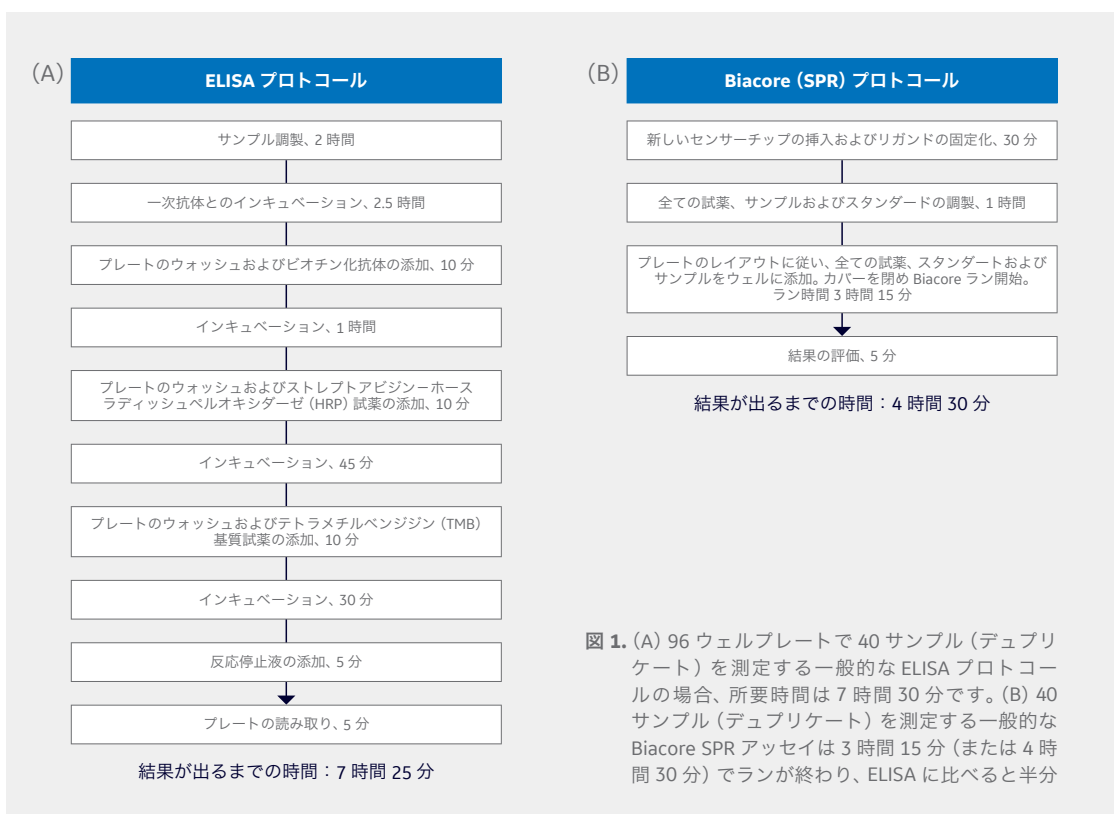 (A)
ELISA プロトコール
サンプル調製、2 時間
一次抗体とのインキュベーション、2.5 時間
プレートのウォッシュおよびビオチン化抗体の添加、10 分
インキュベーション、1 時間
プレートのウォッシュおよびストレプトアビジン−ホース
ラディッシュペルオキシダーゼ（HRP）試薬の添加、10 分
インキュベーション、45 分
プレートのウォッシュおよびテトラメチルベンジジン（TMB）
基質試薬の添加、10 分
インキュベーション、30 分
反応停止液の添加、5 分
プレートの読み取り、5 分
結果が出るまでの時間：7 時間 25 分
(B)
Biacore（SPR）プロトコール
新しいセンサーチップの挿入およびリガンドの固定化、30 分
全ての試薬、サンプルおよびスタンダードの調製、1 時間
プレートのレイアウトに従い、全ての試薬、スタンダートおよび
サンプルをウェルに添加。カバーを閉め Biacore ラン開始。
ラン時間 3 時間 15 分
結果の評価、5 分
結果が出るまでの時間：4 時間 30 分
図 1.（A）96 ウェルプレートで 40 サンプル（デュプリ
ケート）を測定する一般的な ELISA プロトコー
ルの場合、所要時間は 7 時間 30 分です。（B）40
サンプル（デュプリケート）を測定する一般的な
Biacore SPR アッセイは 3 時間 15 分（または 4 時
間 30 分）でランが終わり、ELISA に比べると半分